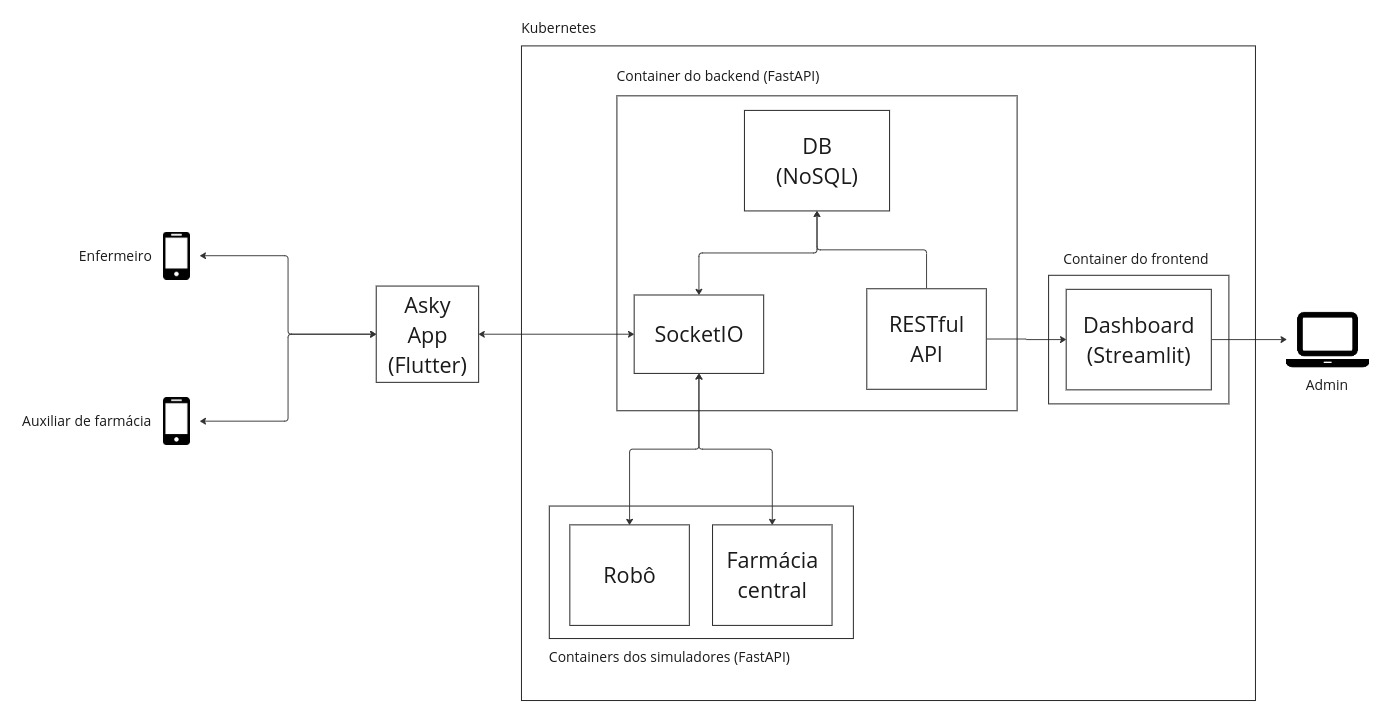 Kubernetes
Container do backend (FastAPI)
DB
(NoSQL)
Enfermeiro
Container do frontend
Asky
App
(Flutter)
SocketIO
RESTful
API
Dashboard
(Streamlit)
Admin
Auxiliar de farmácia
Robô
Farmácia
central
Containers dos simuladores (FastAPI)